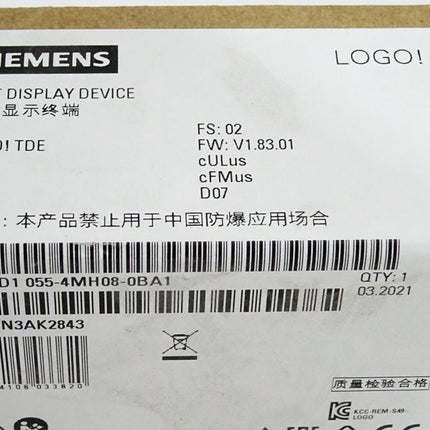 SIEMENS
LOGO!
T DISPLAY DEVICE
显示终端
O! TDE
FS: 02
FW: V1.83.01
cULus
cFMus
D07
: 本产品禁止用于中国防爆应用场合
D1 055-4MH08-0BA1
QTY: 1
03.2021
N3AK2843
4106 033620
质量检验合格
KCC-REM-S49-
LOGO